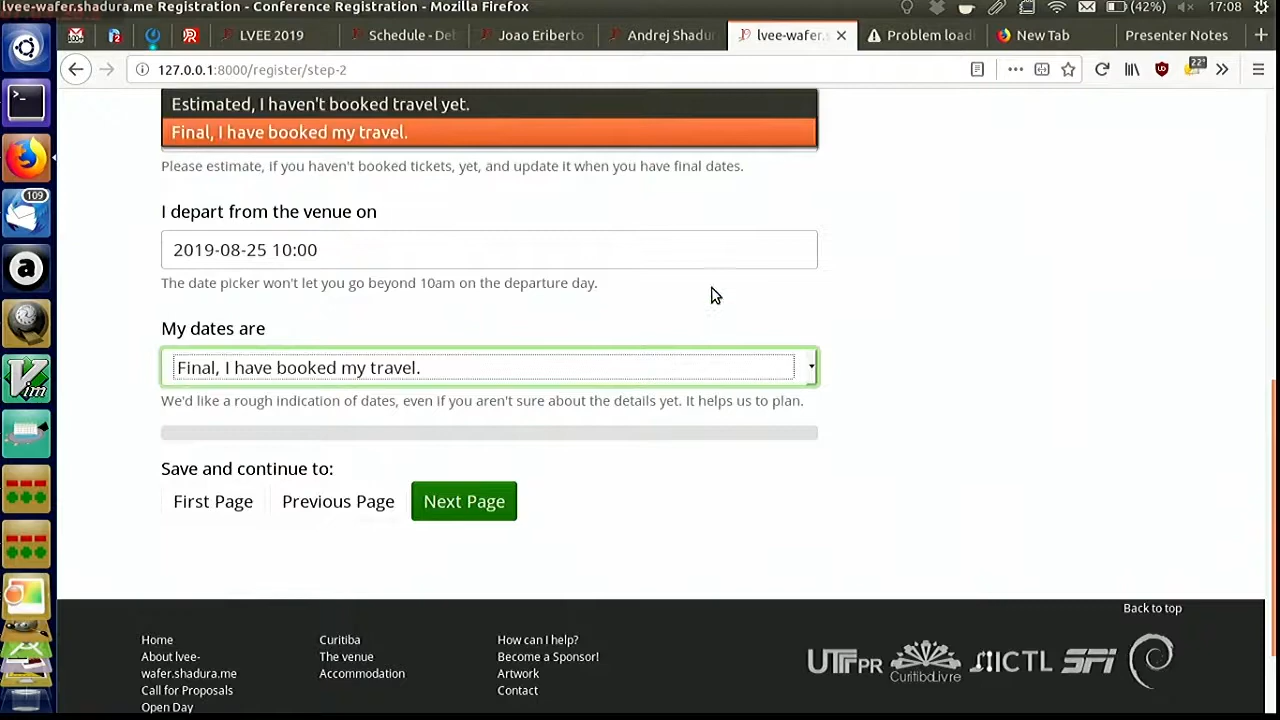 lvee-wafer.shadura.me Registration - Conference Registration - Mozilla Firefox
(42%) 17:08
LVEE 2019
Schedule - Del
Joao Eriberto
Andrej Shadu
lvee-wafer.s
Problem loadi
New Tab
Presenter Notes
127.0.0.1:8000/register/step-2
22°
109
Estimated, I haven't booked travel yet.
Final, I have booked my travel.
Please estimate, if you haven't booked tickets, yet, and update it when you have final dates.
I depart from the venue on
2019-08-25 10:00
The date picker won't let you go beyond 10am on the departure day.
My dates are
Final, I have booked my travel.
We'd like a rough indication of dates, even if you aren't sure about the details yet. It helps us to plan.
Save and continue to:
First Page Previous Page Next Page
Back to top
Home
About lvee-
wafer.shadura.me
Call for Proposals
Open Day
Curitiba
The venue
Accommodation
How can I help?
Become a Sponsor!
Artwork
Contact
UTFPR
CuritibaLivre
ICTL
SPI